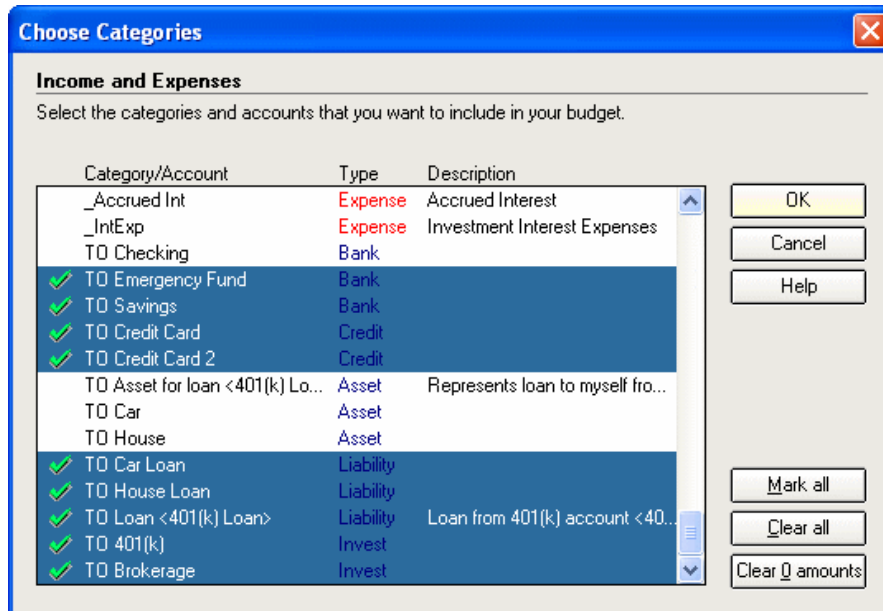 Choose Categories
Income and Expenses
Select the categories and accounts that you want to include in your budget.
Category/Account Type Description
_Accrued Int Expense Accrued Interest
_IntExp Expense Investment Interest Expenses
TO Checking Bank
TO Emergency Fund Bank
TO Savings Bank
TO Credit Card Credit
TO Credit Card 2 Credit
TO Asset for loan <401(k) Lo... Asset Represents loan to myself fro...
TO Car Asset
TO House Asset
TO Car Loan Liability
TO House Loan Liability
TO Loan <401(k) Loan> Liability Loan from 401(k) account <40...
TO 401(k) Invest
TO Brokerage Invest
OK
Cancel
Help
Mark all
Clear all
Clear 0 amounts